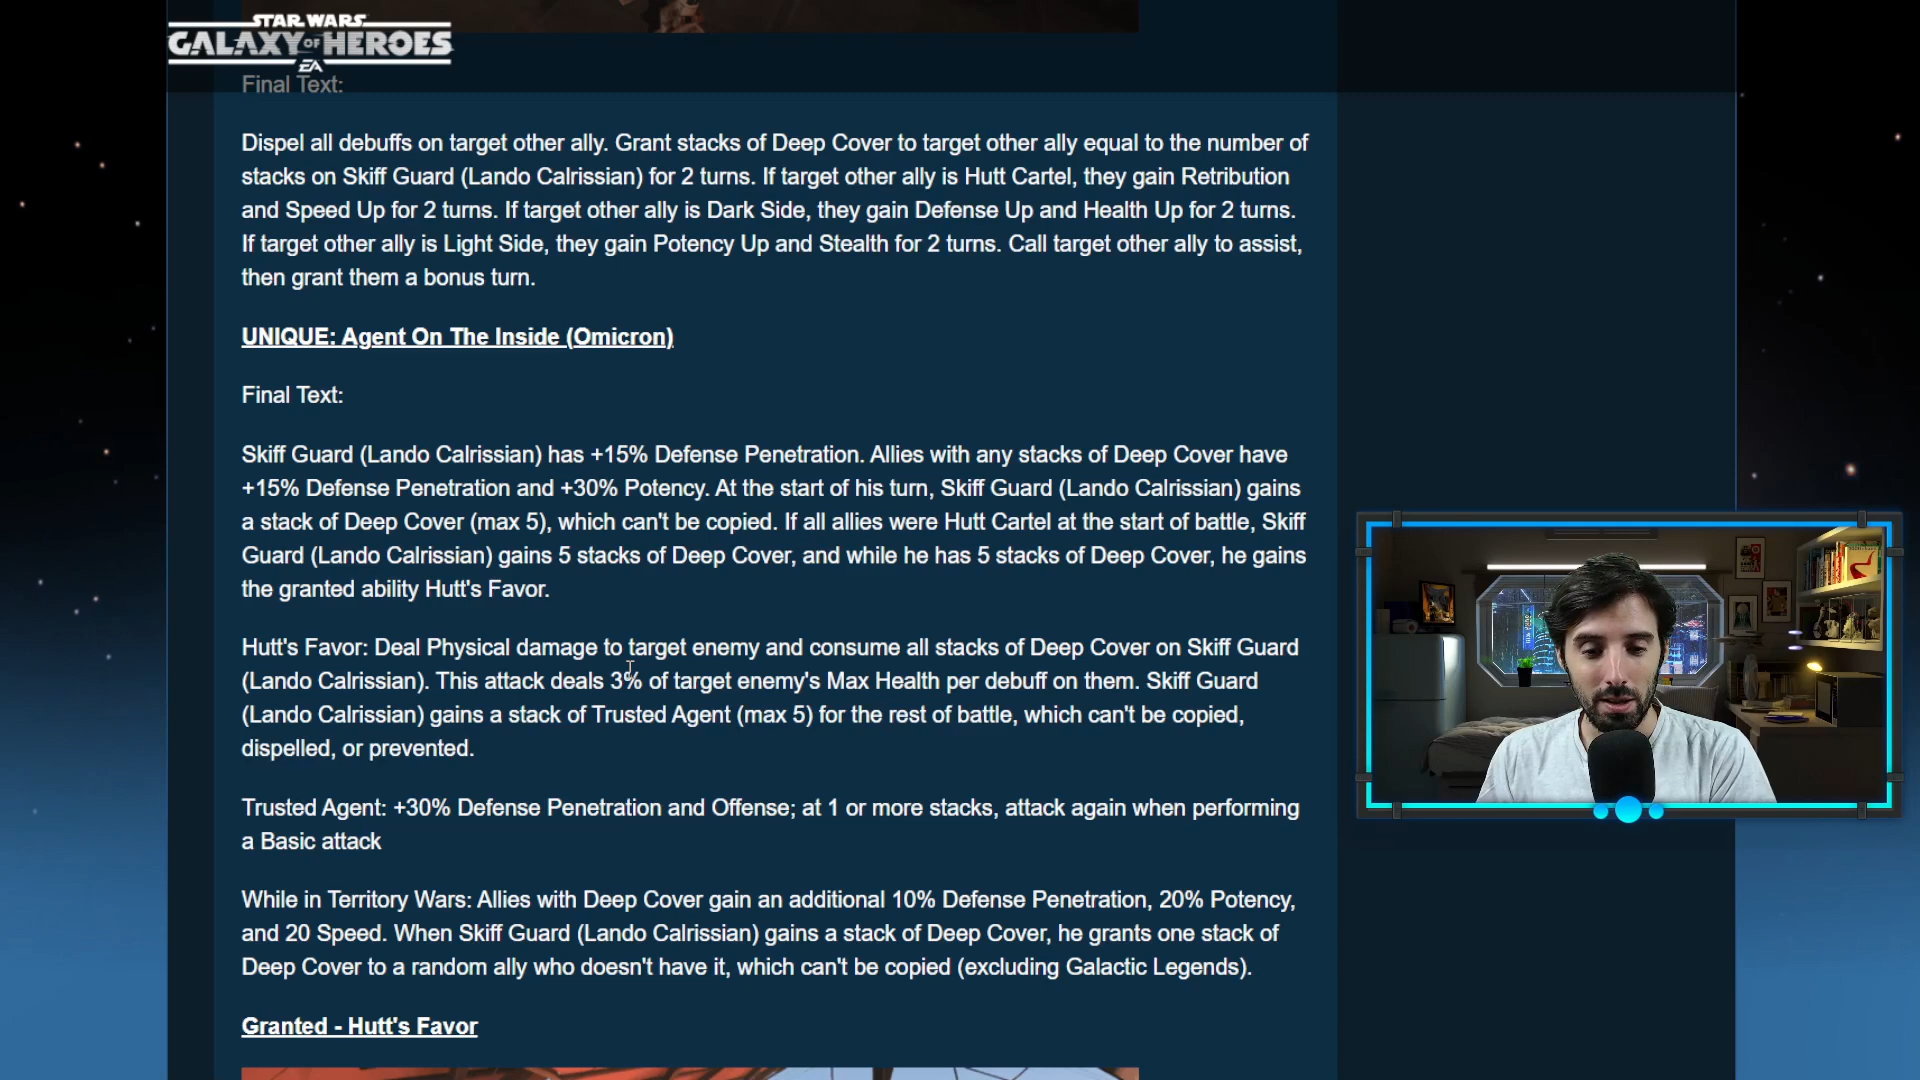 STAR WARS
GALAXY OF HEROES
EA
Final Text:
Dispel all debuffs on target other ally. Grant stacks of Deep Cover to target other ally equal to the number of
stacks on Skiff Guard (Lando Calrissian) for 2 turns. If target other ally is Hutt Cartel, they gain Retribution
and Speed Up for 2 turns. If target other ally is Dark Side, they gain Defense Up and Health Up for 2 turns.
If target other ally is Light Side, they gain Potency Up and Stealth for 2 turns. Call target other ally to assist,
then grant them a bonus turn.
UNIQUE: Agent On The Inside (Omicron)
Final Text:
Skiff Guard (Lando Calrissian) has +15% Defense Penetration. Allies with any stacks of Deep Cover have
+15% Defense Penetration and +30% Potency. At the start of his turn, Skiff Guard (Lando Calrissian) gains
a stack of Deep Cover (max 5), which can't be copied. If all allies were Hutt Cartel at the start of battle, Skiff
Guard (Lando Calrissian) gains 5 stacks of Deep Cover, and while he has 5 stacks of Deep Cover, he gains
the granted ability Hutt's Favor.
Hutt's Favor: Deal Physical damage to target enemy and consume all stacks of Deep Cover on Skiff Guard
(Lando Calrissian). This attack deals 3% of target enemy's Max Health per debuff on them. Skiff Guard
(Lando Calrissian) gains a stack of Trusted Agent (max 5) for the rest of battle, which can't be copied,
dispelled, or prevented.
Trusted Agent: +30% Defense Penetration and Offense; at 1 or more stacks, attack again when performing
a Basic attack
While in Territory Wars: Allies with Deep Cover gain an additional 10% Defense Penetration, 20% Potency,
and 20 Speed. When Skiff Guard (Lando Calrissian) gains a stack of Deep Cover, he grants one stack of
Deep Cover to a random ally who doesn't have it, which can't be copied (excluding Galactic Legends).
Granted - Hutt's Favor